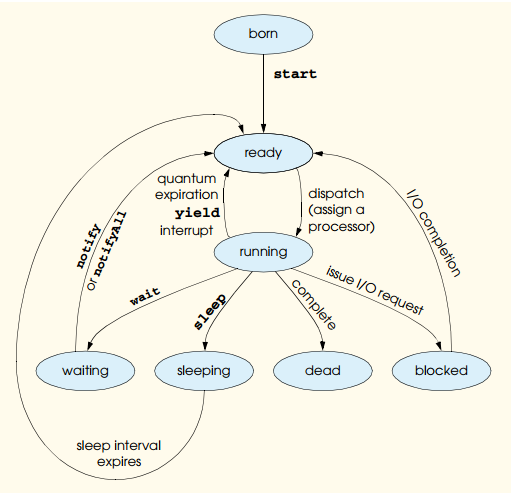 born
start
ready
quantum
expiration
yield
interrupt
dispatch
(assign a
processor)
notify
or notifyAll
I/O completion
running
wait
sleep
complete
issue I/O request
waiting
sleeping
dead
blocked
sleep interval
expires